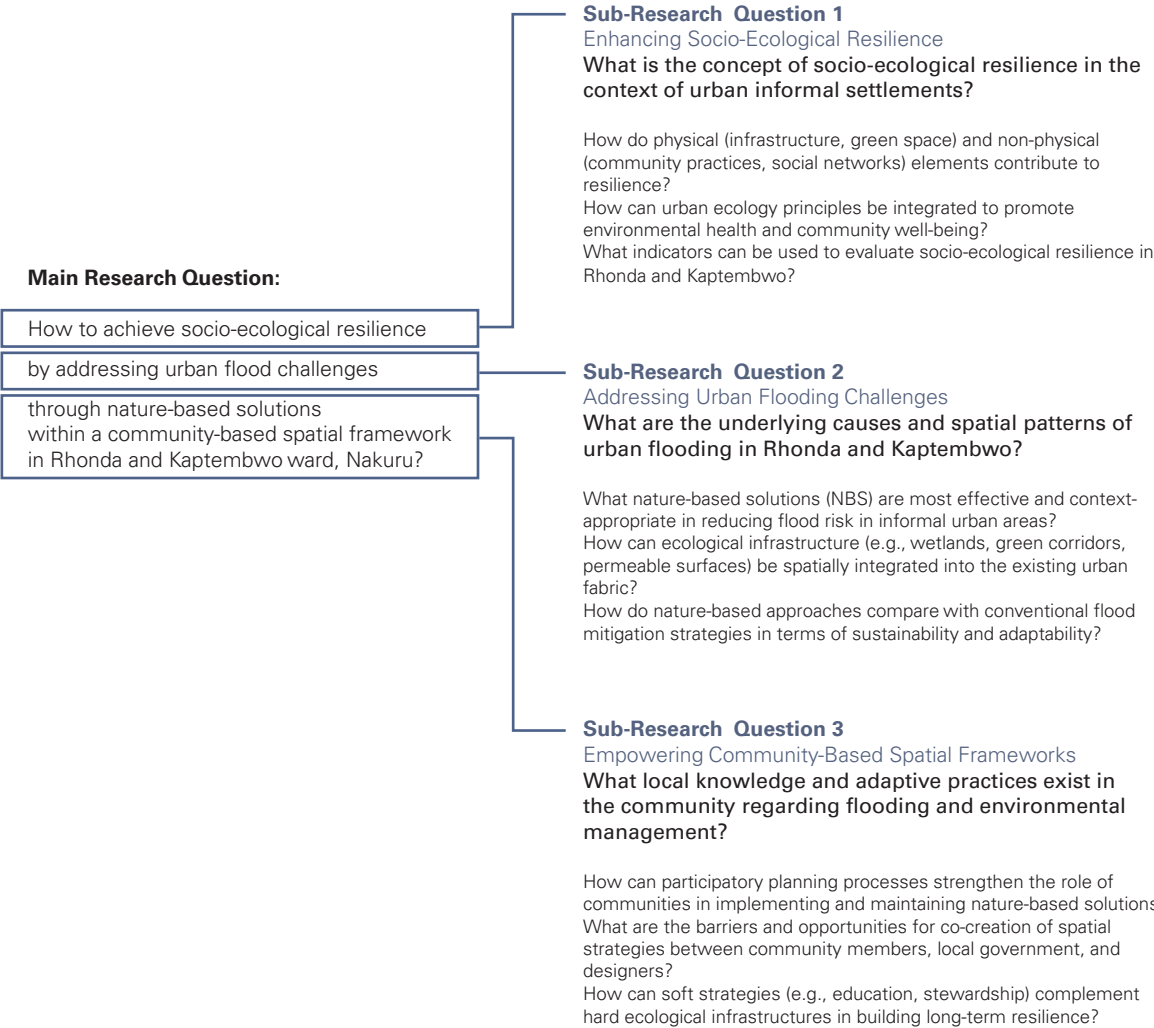 Main Research Question:
How to achieve socio-ecological resilience
by addressing urban flood challenges
through nature-based solutions
within a community-based spatial framework
in Rhonda and Kaptembwo ward, Nakuru?
Sub-Research Question 1
Enhancing Socio-Ecological Resilience
What is the concept of socio-ecological resilience in the
context of urban informal settlements?
How do physical (infrastructure, green space) and non-physical
(community practices, social networks) elements contribute to
resilience?
How can urban ecology principles be integrated to promote
environmental health and community well-being?
What indicators can be used to evaluate socio-ecological resilience in
Rhonda and Kaptembwo?
Sub-Research Question 2
Addressing Urban Flooding Challenges
What are the underlying causes and spatial patterns of
urban flooding in Rhonda and Kaptembwo?
What nature-based solutions (NBS) are most effective and context-
appropriate in reducing flood risk in informal urban areas?
How can ecological infrastructure (e.g., wetlands, green corridors,
permeable surfaces) be spatially integrated into the existing urban
fabric?
How do nature-based approaches compare with conventional flood
mitigation strategies in terms of sustainability and adaptability?
Sub-Research Question 3
Empowering Community-Based Spatial Frameworks
What local knowledge and adaptive practices exist in
the community regarding flooding and environmental
management?
How can participatory planning processes strengthen the role of
communities in implementing and maintaining nature-based solutions
What are the barriers and opportunities for co-creation of spatial
strategies between community members, local government, and
designers?
How can soft strategies (e.g., education, stewardship) complement
hard ecological infrastructures in building long-term resilience?